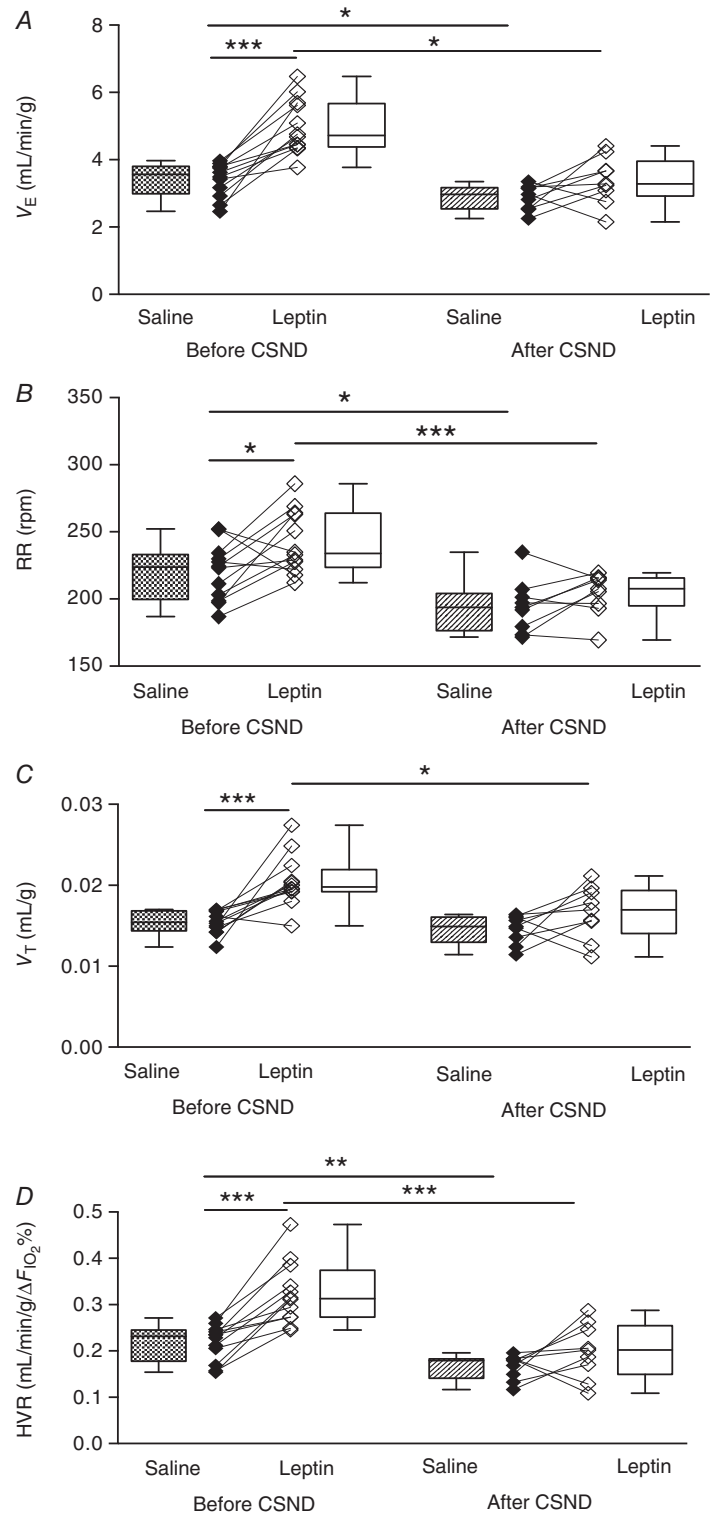 A
*
***
*
8
6
4
2
0
V_E (mL/min/g)
Saline Leptin Saline Leptin
Before CSND After CSND
B
*
*
***
350
300
250
200
150
RR (rpm)
Saline Leptin Saline Leptin
Before CSND After CSND
C
*
***
0.03
0.02
0.01
0.00
V_T (mL/g)
Saline Leptin Saline Leptin
Before CSND After CSND
D
**
***
***
0.5
0.4
0.3
0.2
0.1
0.0
HVR (mL/min/g/ΔF_IO₂%)
Saline Leptin Saline Leptin
Before CSND After CSND